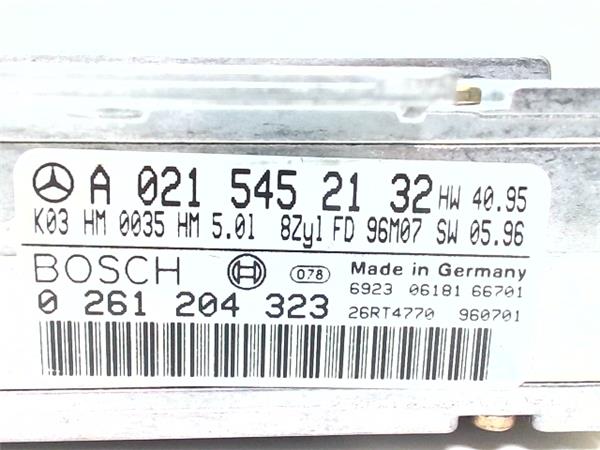 A 021 545 21 32 HW 40.95
K03 HM 0035 HM 5.0l 8Zyl FD 96M07 SW 05.96
BOSCH 078 Made in Germany
6923 06181 66701
0 261 204 323
26RT4770 960701